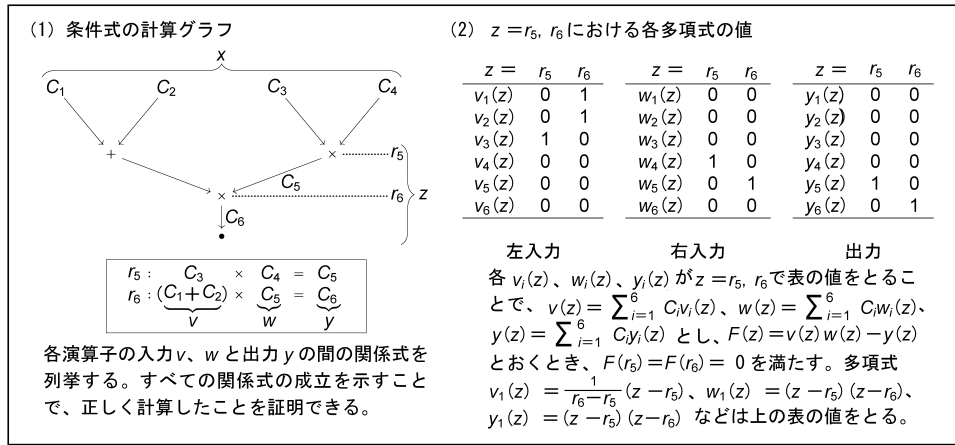 (1) 条件式の計算グラフ
x
C₁ C₂ C₃ C₄
+ × r₅
C₅
× r₆ z
C₆
r₅ : C₃ × C₄ = C₅
r₆ : (C₁+C₂) × C₅ = C₆
v w y
各演算子の入力v、wと出力yの間の関係式を
列挙する。すべての関係式の成立を示すこと
で、正しく計算したことを証明できる。
(2) z=r₅, r₆における各多項式の値
z= r₅ r₆
v₁(z) 0 1
v₂(z) 0 1
v₃(z) 1 0
v₄(z) 0 0
v₅(z) 0 0
v₆(z) 0 0
左入力
z= r₅ r₆
w₁(z) 0 0
w₂(z) 0 0
w₃(z) 0 0
w₄(z) 1 0
w₅(z) 0 1
w₆(z) 0 0
右入力
z= r₅ r₆
y₁(z) 0 0
y₂(z) 0 0
y₃(z) 0 0
y₄(z) 0 0
y₅(z) 1 0
y₆(z) 0 1
出力
各 vᵢ(z)、wᵢ(z)、yᵢ(z)がz=r₅, r₆で表の値をとるこ
とで、v(z)=∑⁶ᵢ₌₁ Cᵢvᵢ(z)、w(z)=∑⁶ᵢ₌₁ Cᵢwᵢ(z)、
y(z)=∑⁶ᵢ₌₁ Cᵢyᵢ(z) とし、F(z)=v(z)w(z)−y(z)
とおくとき、F(r₅)=F(r₆)= 0 を満たす。多項式
v₁(z) = 1/(r₆−r₅) (z−r₅)、w₁(z)=(z−r₅)(z−r₆)、
y₁(z)=(z−r₅)(z−r₆) などは上の表の値をとる。